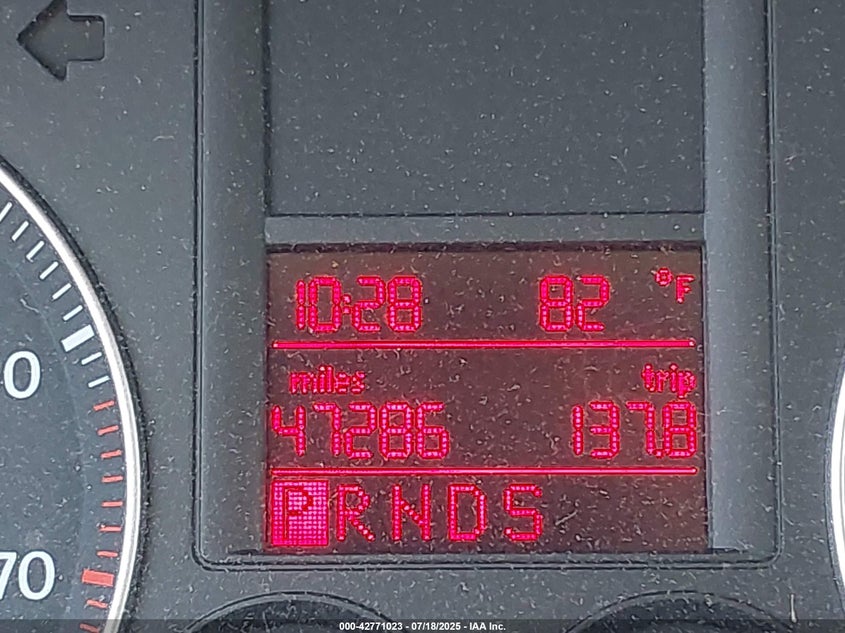 10:28 82 °F
miles trip
47286 137.8
P R N D S
0
70
000-42771023 - 07/18/2025 - IAA Inc.